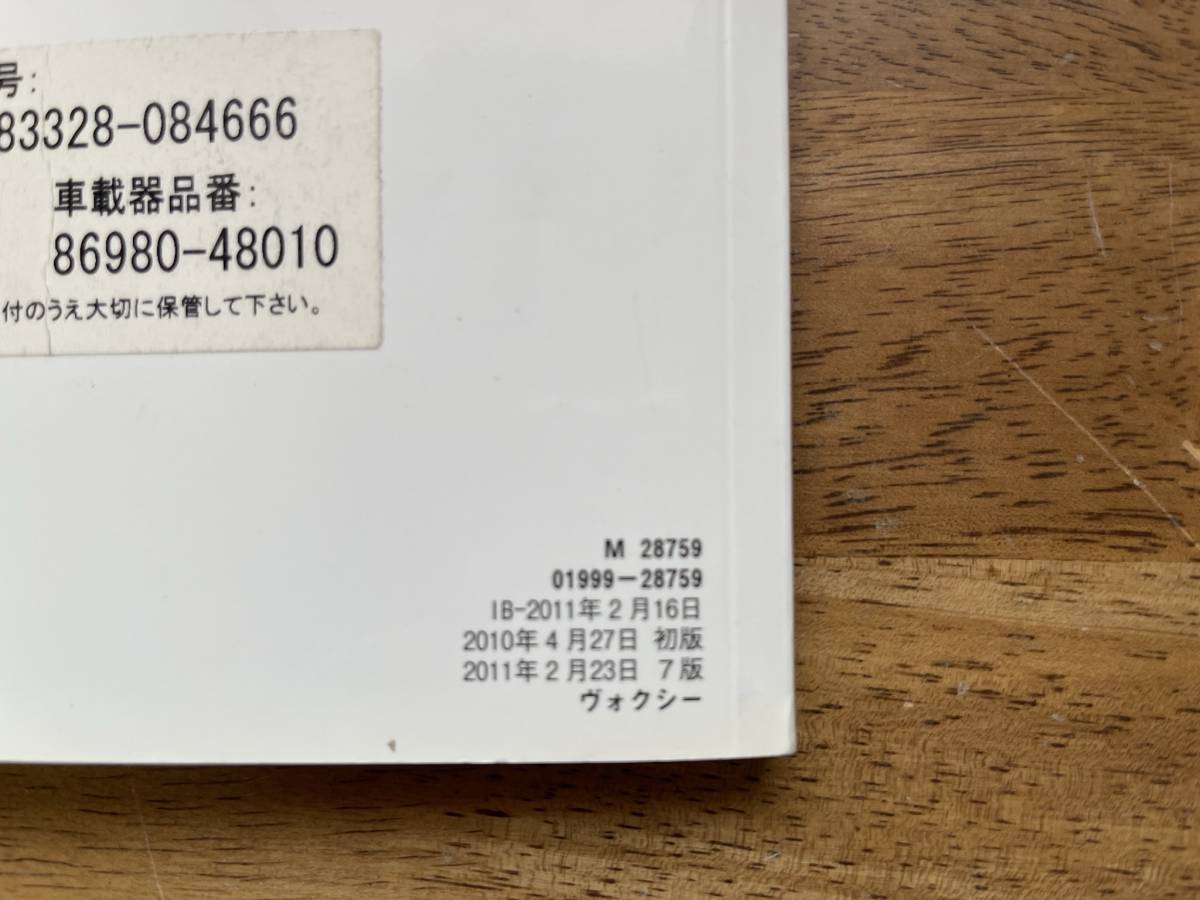 号:
83328-084666
車載器品番:
86980-48010
付のうえ大切に保管して下さい。
M 28759
01999-28759
IB-2011年2月16日
2010年4月27日 初版
2011年2月23日 7版
ヴォクシー